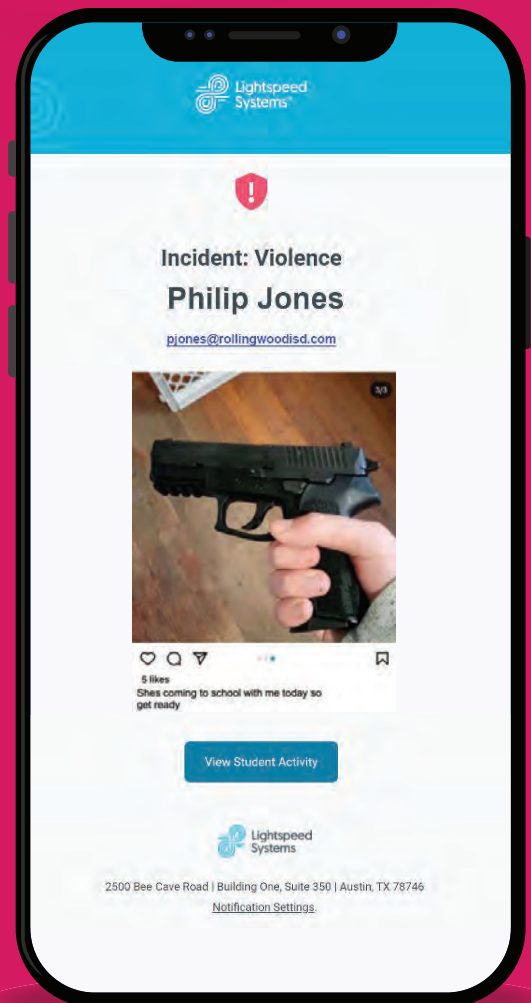 Lightspeed
Systems
Incident: Violence
Philip Jones
pjones@rollingwoodisd.com
3/3
5 likes
Shes coming to school with me today so
get ready
View Student Activity
Lightspeed
Systems
2500 Bee Cave Road | Building One, Suite 350 | Austin, TX 78746
Notification Settings.